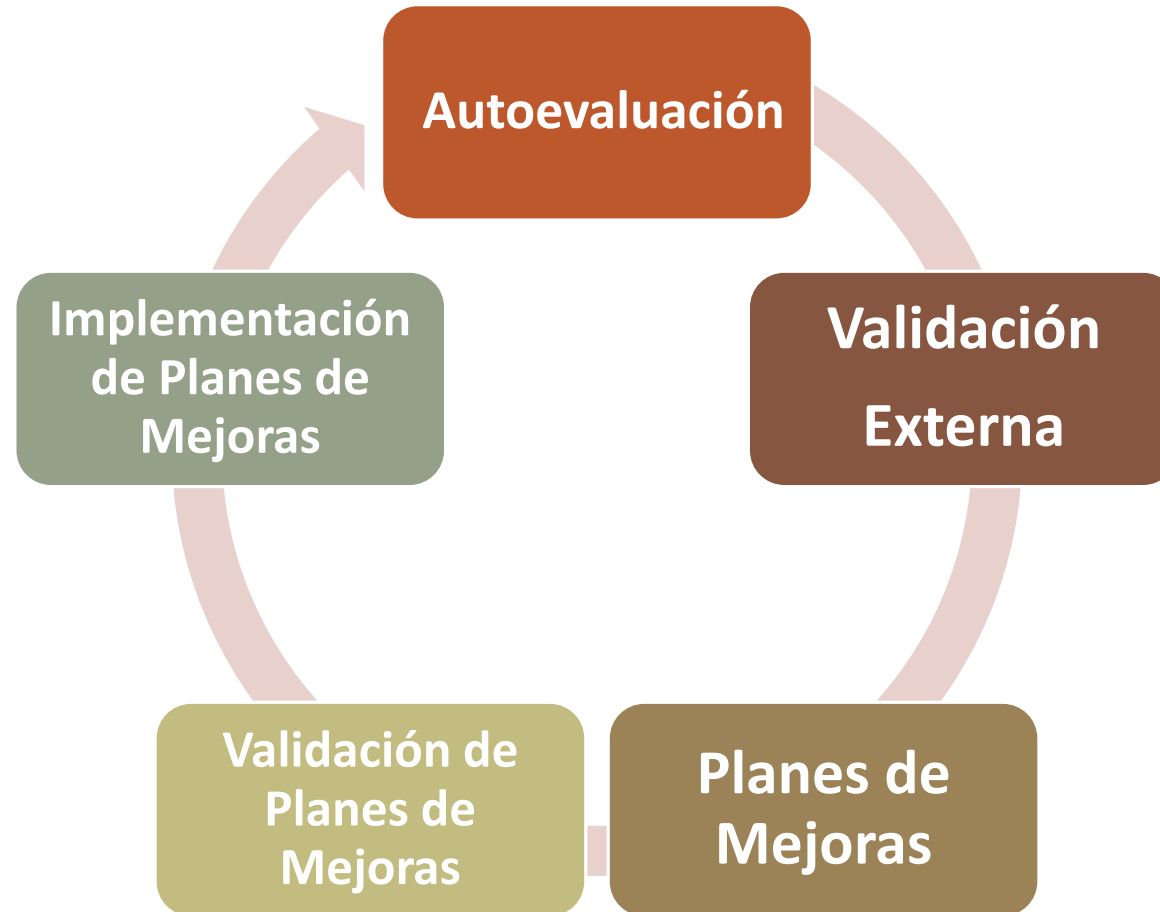 Autoevaluación
Validación
Externa
Planes de
Mejoras
Validación de
Planes de
Mejoras
Implementación
de Planes de
Mejoras